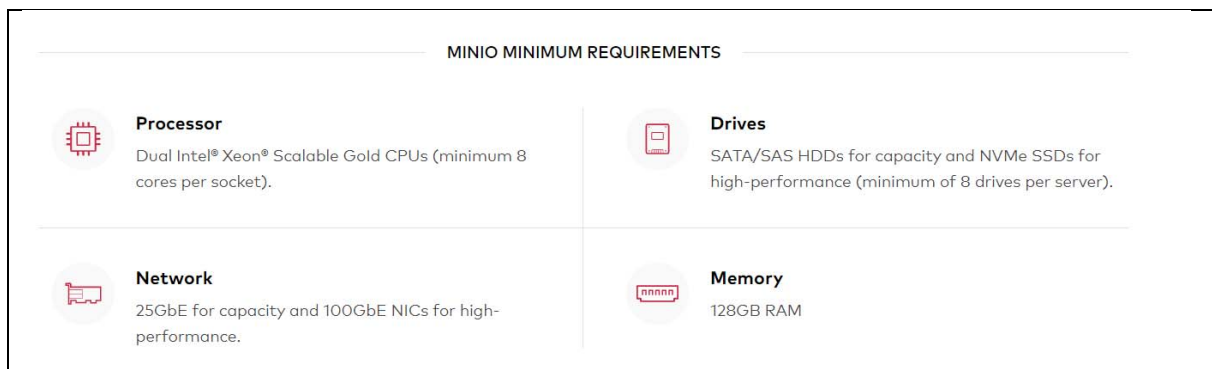 MINIO MINIMUM REQUIREMENTS
Processor
Dual Intel® Xeon® Scalable Gold CPUs (minimum 8
cores per socket).
Drives
SATA/SAS HDDs for capacity and NVMe SSDs for
high-performance (minimum of 8 drives per server).
Network
25GbE for capacity and 100GbE NICs for high-
performance.
Memory
128GB RAM